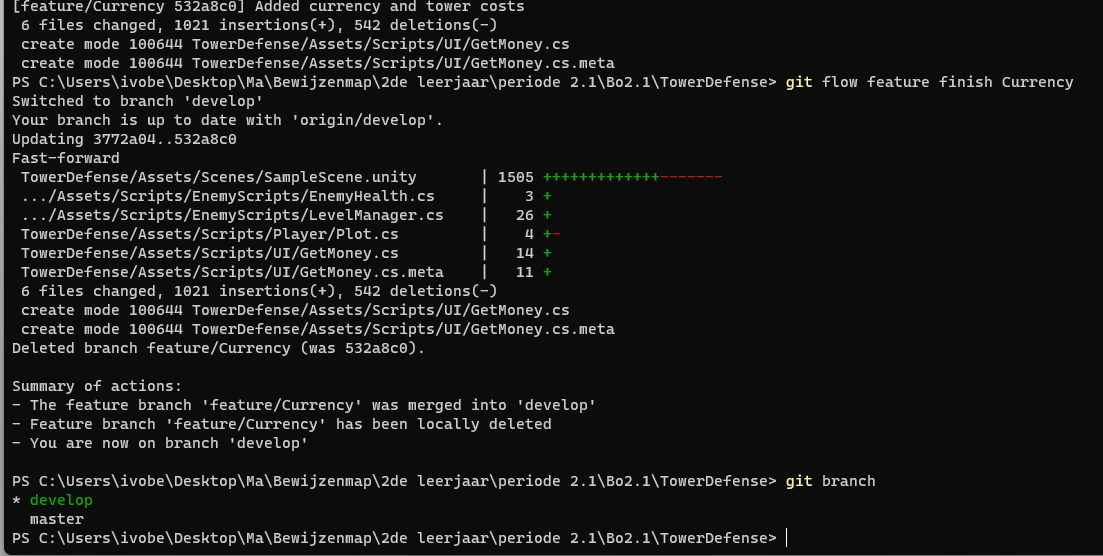 [feature/Currency 532a8c0] Added currency and tower costs
 6 files changed, 1021 insertions(+), 542 deletions(-)
 create mode 100644 TowerDefense/Assets/Scripts/UI/GetMoney.cs
 create mode 100644 TowerDefense/Assets/Scripts/UI/GetMoney.cs.meta
PS C:\Users\ivobe\Desktop\Ma\Bewijzenmap\2de leerjaar\periode 2.1\Bo2.1\TowerDefense> git flow feature finish Currency
Switched to branch 'develop'
Your branch is up to date with 'origin/develop'.
Updating 3772a04..532a8c0
Fast-forward
 TowerDefense/Assets/Scenes/SampleScene.unity       | 1505 +++++++++++++-------
 .../Assets/Scripts/EnemyScripts/EnemyHealth.cs     |    3 +
 .../Assets/Scripts/EnemyScripts/LevelManager.cs    |   26 +
 TowerDefense/Assets/Scripts/Player/Plot.cs         |    4 +-
 TowerDefense/Assets/Scripts/UI/GetMoney.cs         |   14 +
 TowerDefense/Assets/Scripts/UI/GetMoney.cs.meta    |   11 +
 6 files changed, 1021 insertions(+), 542 deletions(-)
 create mode 100644 TowerDefense/Assets/Scripts/UI/GetMoney.cs
 create mode 100644 TowerDefense/Assets/Scripts/UI/GetMoney.cs.meta
Deleted branch feature/Currency (was 532a8c0).

Summary of actions:
- The feature branch 'feature/Currency' was merged into 'develop'
- Feature branch 'feature/Currency' has been locally deleted
- You are now on branch 'develop'

PS C:\Users\ivobe\Desktop\Ma\Bewijzenmap\2de leerjaar\periode 2.1\Bo2.1\TowerDefense> git branch
* develop
  master
PS C:\Users\ivobe\Desktop\Ma\Bewijzenmap\2de leerjaar\periode 2.1\Bo2.1\TowerDefense>